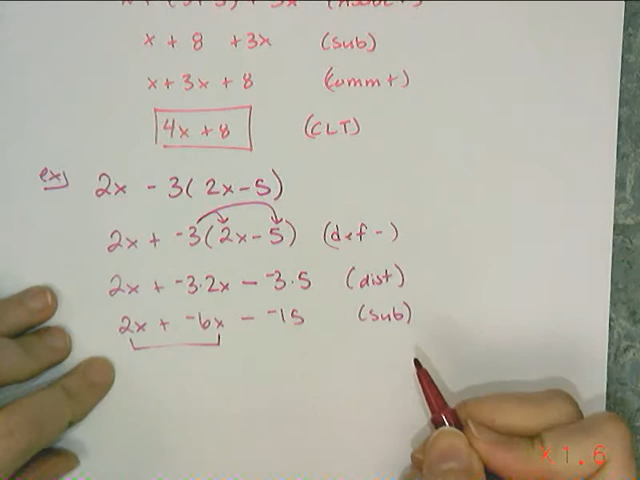 x + 8 + 3x (sub)
x + 3x + 8 (comm +)
4x + 8 (CLT)
ex) 2x - 3(2x - 5)
2x + ⁻3(2x - 5) (def -)
2x + ⁻3·2x - ⁻3·5 (dist)
2x + ⁻6x - ⁻15 (sub)
x1.6